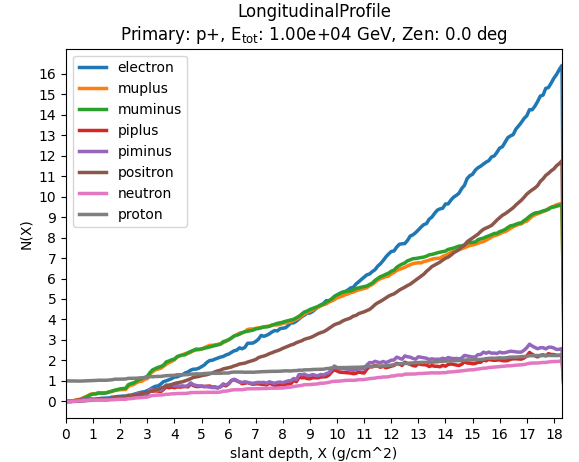 LongitudinalProfile
Primary: p+, E_tot: 1.00e+04 GeV, Zen: 0.0 deg
electron
muplus
muminus
piplus
piminus
positron
neutron
proton
16
15
14
13
12
11
10
9
8
7
6
5
4
3
2
1
0
N(X)
0 1 2 3 4 5 6 7 8 9 10 11 12 13 14 15 16 17 18
slant depth, X (g/cm^2)